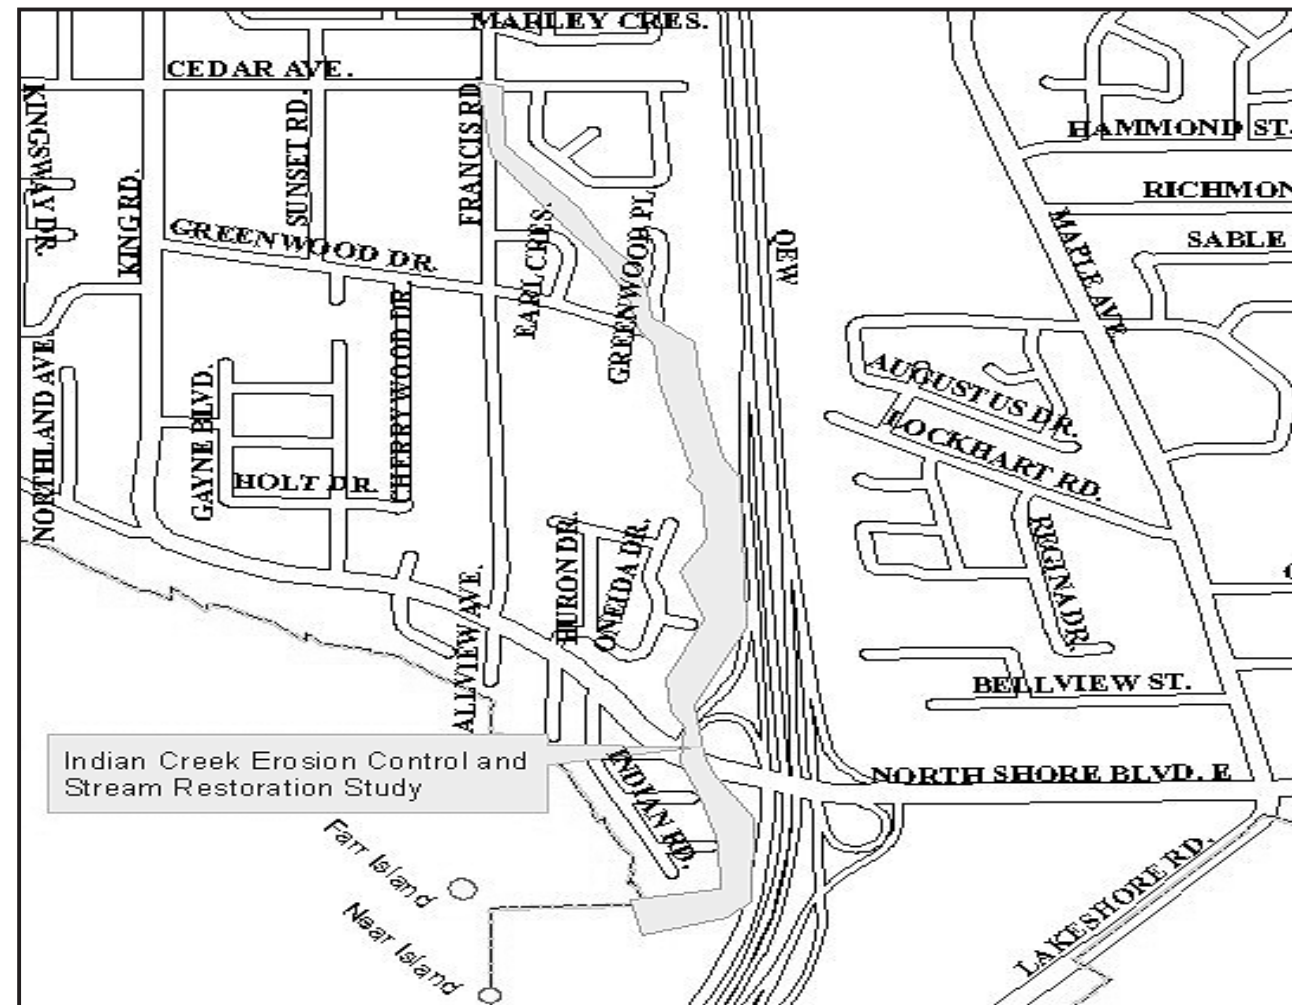 MARLEY CRES.
CEDAR AVE.
KINGSWAY DR.
KING RD.
SUNSET RD.
FRANCIS RD
HAMMOND ST.
RICHMON
SABLE
GREENWOOD DR.
EARL CRES.
GREENWOOD PL
QEW
MAPLE AVE
NORTHLAND AVE
GAYNE BLVD.
HOLT DR.
CHERRYWOOD DR
AUGUSTUS DR.
LOCKHART RD.
REGINA DR.
HURON DR.
ONEIDA DR.
ALLVIEW AVE.
BELLVIEW ST.
Indian Creek Erosion Control and
Stream Restoration Study
INDIAN RD.
NORTH SHORE BLVD. E
LAKESHORE RD.
Farr Island
Near Island